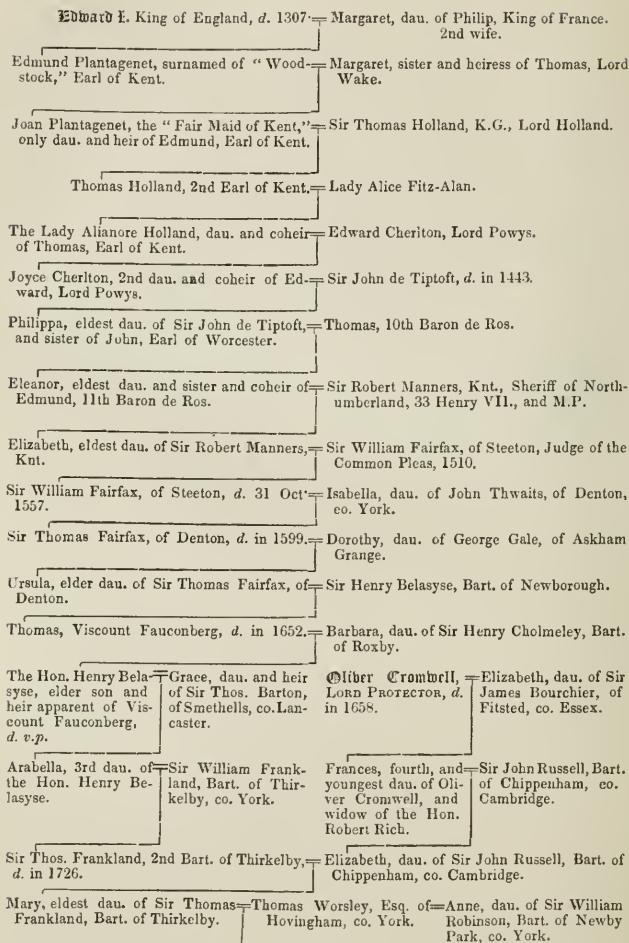 Edward I. King of England, d. 1307 = Margaret, dau. of Philip, King of France.
2nd wife.
Edmund Plantagenet, surnamed of "Wood- = Margaret, sister and heiress of Thomas, Lord
stock," Earl of Kent. Wake.
Joan Plantagenet, the "Fair Maid of Kent," = Sir Thomas Holland, K.G., Lord Holland.
only dau. and heir of Edmund, Earl of Kent.
Thomas Holland, 2nd Earl of Kent. = Lady Alice Fitz-Alan.
The Lady Alianore Holland, dau. and coheir = Edward Cherlton, Lord Powys.
of Thomas, Earl of Kent.
Joyce Cherlton, 2nd dau. and coheir of Ed- = Sir John de Tiptoft, d. in 1443.
ward, Lord Powys.
Philippa, eldest dau. of Sir John de Tiptoft, = Thomas, 10th Baron de Ros.
and sister of John, Earl of Worcester.
Eleanor, eldest dau. and sister and coheir of = Sir Robert Manners, Knt., Sheriff of North-
Edmund, 11th Baron de Ros. umberland, 33 Henry VII., and M.P.
Elizabeth, eldest dau. of Sir Robert Manners, = Sir William Fairfax, of Steeton, Judge of the
Knt. Common Pleas, 1510.
Sir William Fairfax, of Steeton, d. 31 Oct. = Isabella, dau. of John Thwaits, of Denton,
1557. co. York.
Sir Thomas Fairfax, of Denton, d. in 1599. = Dorothy, dau. of George Gale, of Askham
Grange.
Ursula, elder dau. of Sir Thomas Fairfax, of = Sir Henry Belasyse, Bart. of Newborough.
Denton.
Thomas, Viscount Fauconberg, d. in 1652. = Barbara, dau. of Sir Henry Cholmeley, Bart.
of Roxby.
The Hon. Henry Bela- = Grace, dau. and heir
syse, elder son and of Sir Thos. Barton,
heir apparent of Vis- of Smethells, co. Lan-
count Fauconberg, caster.
d. v.p.
Oliver Cromwell, = Elizabeth, dau. of Sir
Lord Protector, d. James Bourchier, of
in 1658. Fitsted, co. Essex.
Arabella, 3rd dau. of = Sir William Frank-
the Hon. Henry Be- land, Bart. of Thir-
lasyse. kelby, co. York.
Frances, fourth, and = Sir John Russell, Bart.
youngest dau. of Oli- of Chippenham, co.
ver Cromwell, and Cambridge.
widow of the Hon.
Robert Rich.
Sir Thos. Frankland, 2nd Bart. of Thirkelby, = Elizabeth, dau. of Sir John Russell, Bart. of
d. in 1726. Chippenham, co. Cambridge.
Mary, eldest dau. of Sir Thomas = Thomas Worsley, Esq. of = Anne, dau. of Sir William
Frankland, Bart. of Thirkelby. Hovingham, co. York. Robinson, Bart. of Newby
Park, co. York.